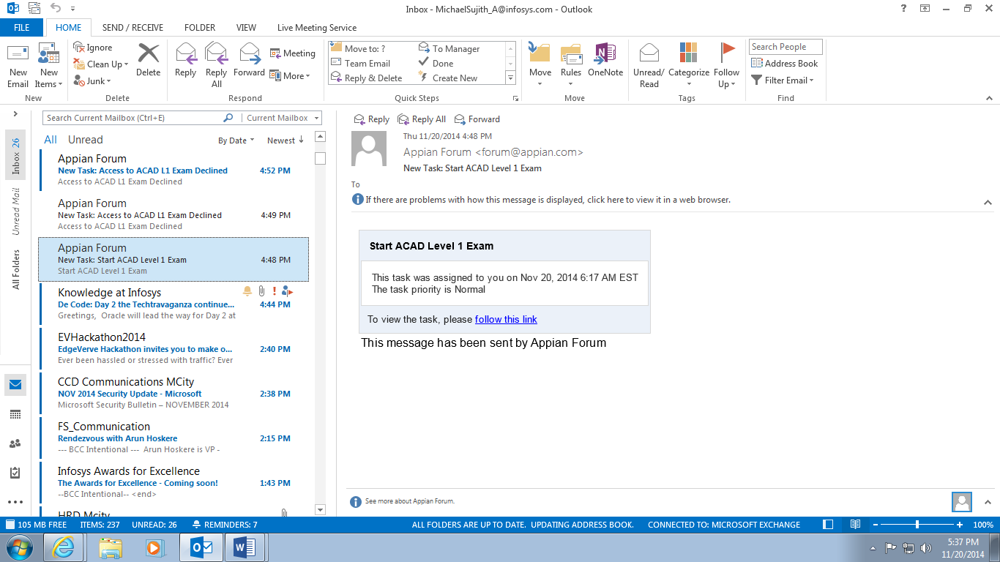 Inbox - MichaelSujith_A@infosys.com - Outlook
FILE HOME SEND / RECEIVE FOLDER VIEW Live Meeting Service
New Email
New Items
Ignore
Clean Up
Junk
Delete
Reply
Reply All
Forward
Meeting
More
Move to: ?
Team Email
Reply & Delete
To Manager
Done
Create New
Move
Rules
OneNote
Unread/ Read
Categorize
Follow Up
Search People
Address Book
Filter Email
New Delete Respond Quick Steps Move Tags Find
Inbox 26
Unread Mail
All Folders
Search Current Mailbox (Ctrl+E) Current Mailbox
All Unread By Date Newest
Appian Forum
New Task: Access to ACAD L1 Exam Declined 4:52 PM
Access to ACAD L1 Exam Declined
Appian Forum
New Task: Access to ACAD L1 Exam Declined 4:49 PM
Access to ACAD L1 Exam Declined
Appian Forum
New Task: Start ACAD Level 1 Exam 4:48 PM
Start ACAD Level 1 Exam
Knowledge at Infosys
De Code: Day 2 the Techtravaganza continue... 4:44 PM
Greetings, Oracle will lead the way for Day 2 at
EVHackathon2014
EdgeVerve Hackathon invites you to make o... 2:40 PM
Ever been hassled or stressed with traffic? Ever
CCD Communications MCity
NOV 2014 Security Update - Microsoft 2:38 PM
Microsoft Security Bulletin – NOVEMBER 2014
FS_Communication
Rendezvous with Arun Hoskere 2:15 PM
--- BCC Intentional --- Arun Hoskere is VP -
Infosys Awards for Excellence
The Awards for Excellence - Coming soon! 1:43 PM
--BCC Intentional-- <end>
HRD Mcity
Reply Reply All Forward
Thu 11/20/2014 4:48 PM
Appian Forum <forum@appian.com>
New Task: Start ACAD Level 1 Exam
To
If there are problems with how this message is displayed, click here to view it in a web browser.
Start ACAD Level 1 Exam
This task was assigned to you on Nov 20, 2014 6:17 AM EST
The task priority is Normal
To view the task, please follow this link
This message has been sent by Appian Forum
See more about Appian Forum.
105 MB FREE ITEMS: 237 UNREAD: 26 REMINDERS: 7 ALL FOLDERS ARE UP TO DATE. UPDATING ADDRESS BOOK. CONNECTED TO: MICROSOFT EXCHANGE 100%
5:37 PM
11/20/2014